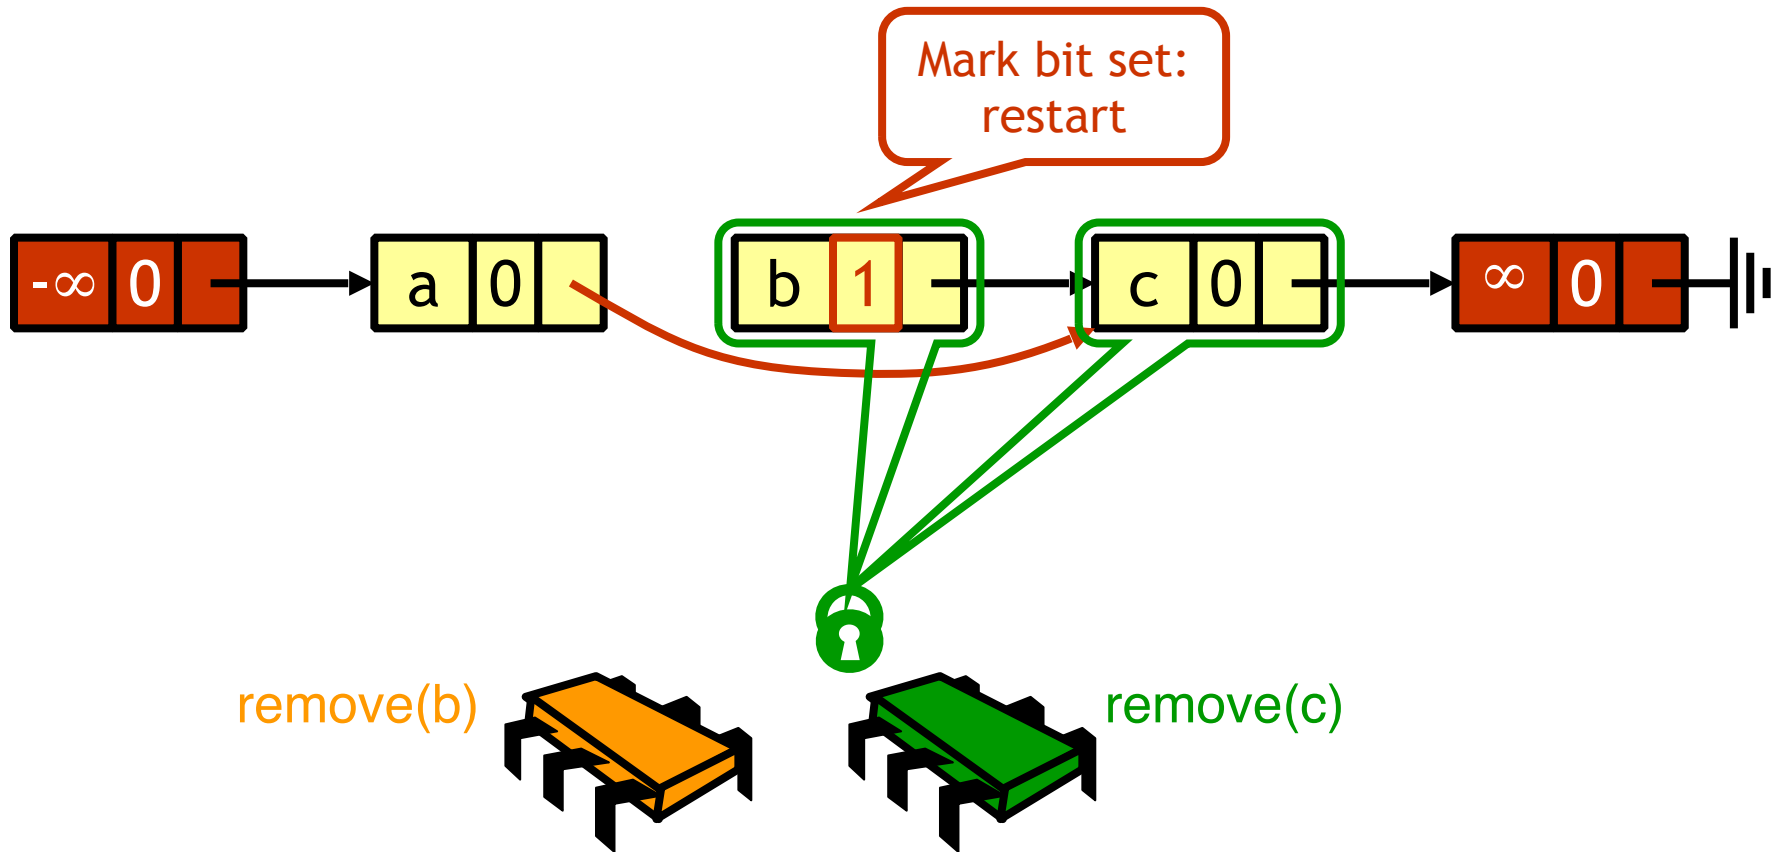 Mark bit set:
restart
-∞ 0
a 0
b 1
c 0
∞ 0
remove(b)
remove(c)